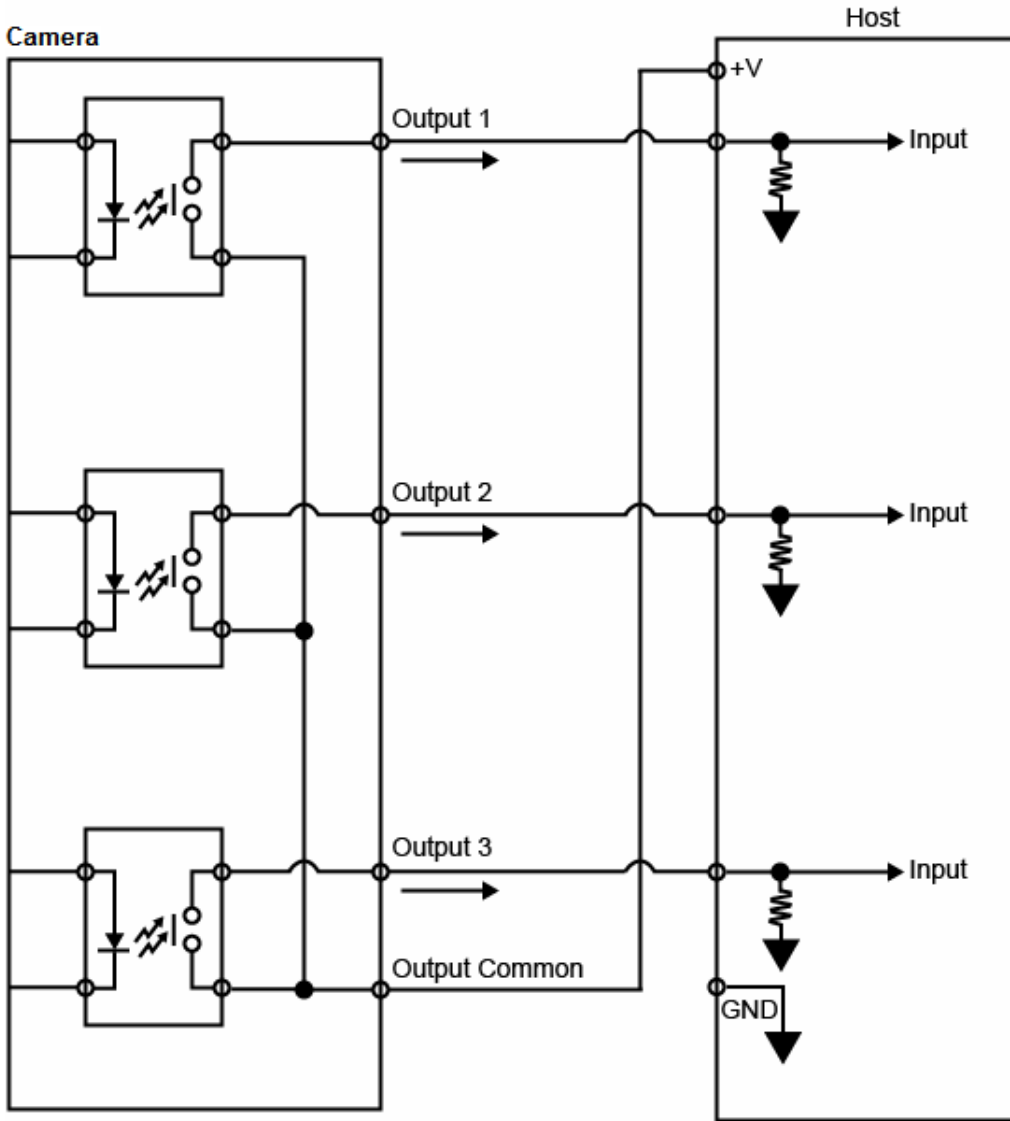 Host
Camera
+V
Output 1
Input
Output 2
Input
Output 3
Input
Output Common
GND